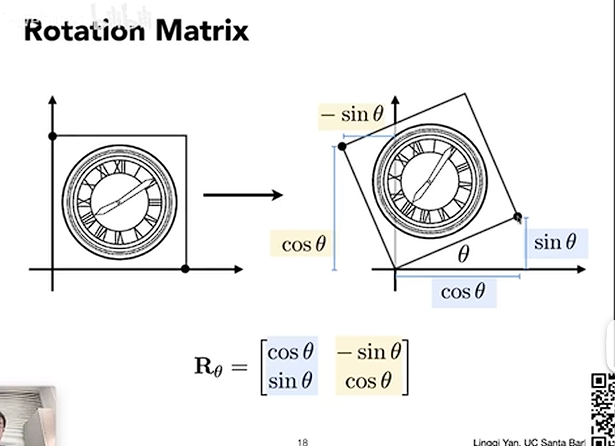 Rotation Matrix
− sin θ
cos θ
θ
sin θ
cos θ
R_θ = [cos θ − sin θ
sin θ cos θ]
18
Lingqi Yan, UC Santa Bar